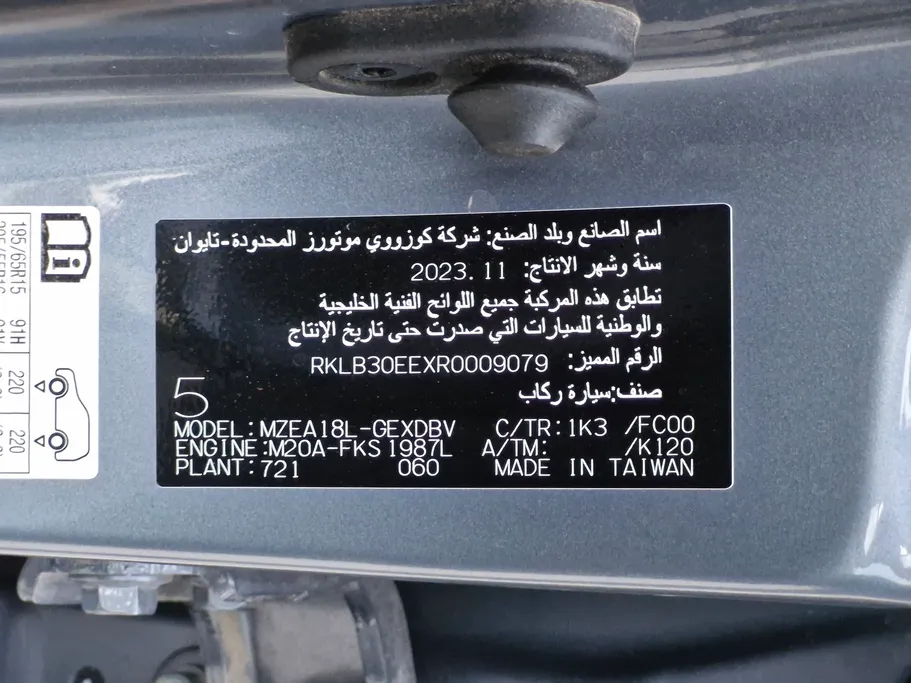 اسم الصانع وبلد الصنع: شركة كوزووي موتورز المحدودة-تايوان
سنة وشهر الانتاج: 2023.11
تطابق هذه المركبة جميع اللوائح الفنية الخليجية
والوطنية للسيارات التي صدرت حتى تاريخ الإنتاج
الرقم المميز: RKLB30EEXR0009079
صنف:سيارة ركاب
5
MODEL:MZEA18L-GEXDBV C/TR:1K3 /FC00
ENGINE:M20A-FKS 1987L A/TM: /K120
PLANT:721 060 MADE IN TAIWAN
195/65R15 91H 220 220